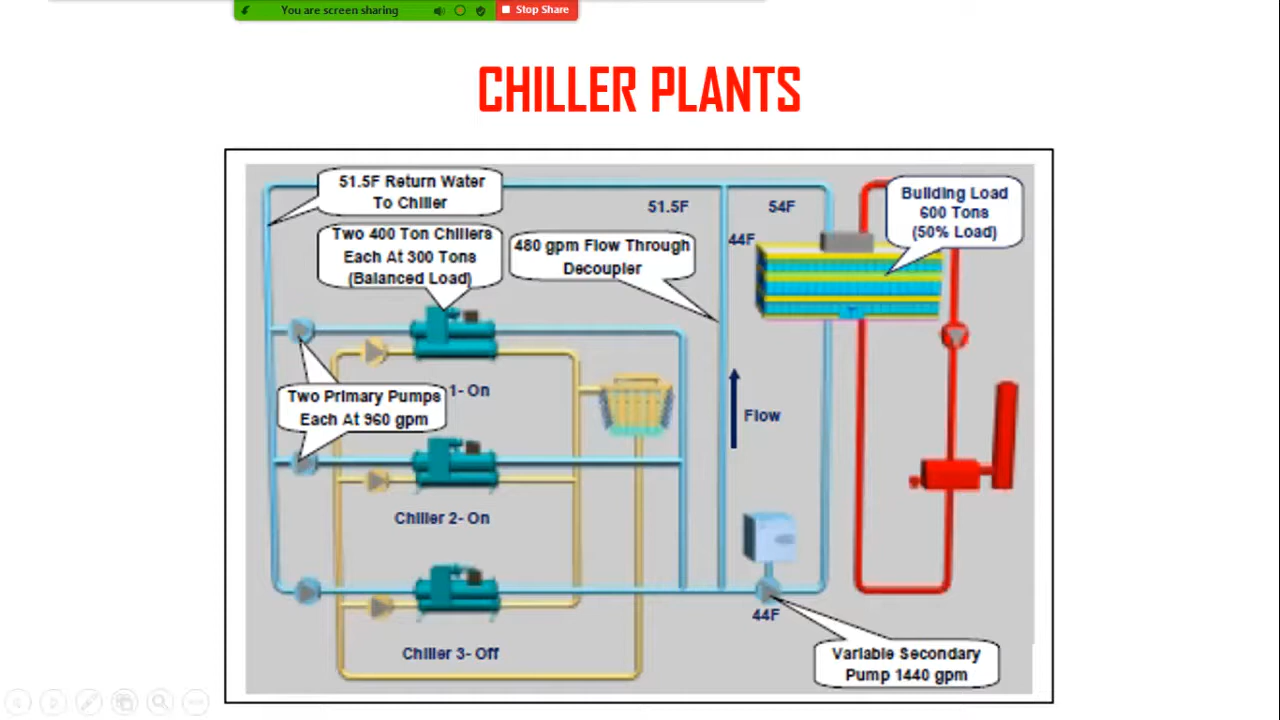 You are screen sharing
Stop Share
CHILLER PLANTS
51.5F Return Water
To Chiller
Two 400 Ton Chillers
Each At 300 Tons
(Balanced Load)
51.5F
54F
44F
480 gpm Flow Through
Decoupler
Building Load
600 Tons
(50% Load)
1- On
Two Primary Pumps
Each At 960 gpm
Flow
Chiller 2- On
44F
Chiller 3- Off
Variable Secondary
Pump 1440 gpm